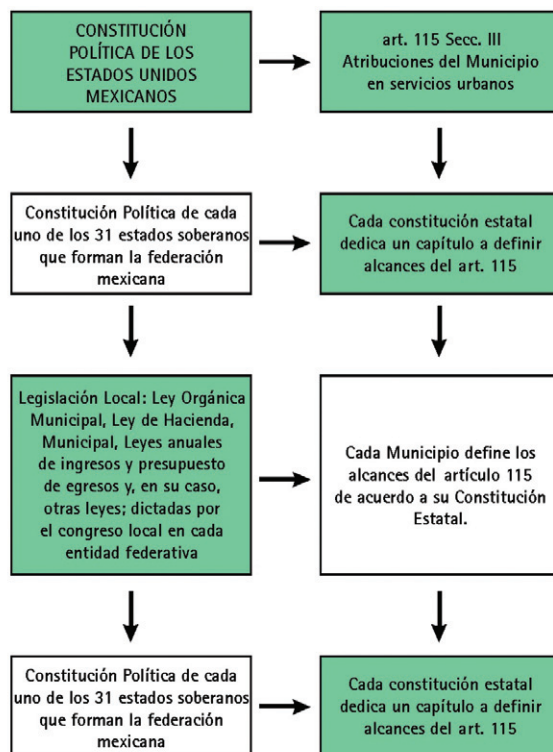 CONSTITUCIÓN
POLÍTICA DE LOS
ESTADOS UNIDOS
MEXICANOS
art. 115 Secc. III
Atribuciones del Municipio
en servicios urbanos
Constitución Política de cada
uno de los 31 estados soberanos
que forman la federación
mexicana
Cada constitución estatal
dedica un capítulo a definir
alcances del art. 115
Legislación Local: Ley Orgánica
Municipal, Ley de Hacienda,
Municipal, Leyes anuales
de ingresos y presupuesto
de egresos y, en su caso,
otras leyes; dictadas por
el congreso local en cada
entidad federativa
Cada Municipio define los
alcances del artículo 115
de acuerdo a su Constitución
Estatal.
Constitución Política de cada
uno de los 31 estados soberanos
que forman la federación
mexicana
Cada constitución estatal
dedica un capítulo a definir
alcances del art. 115